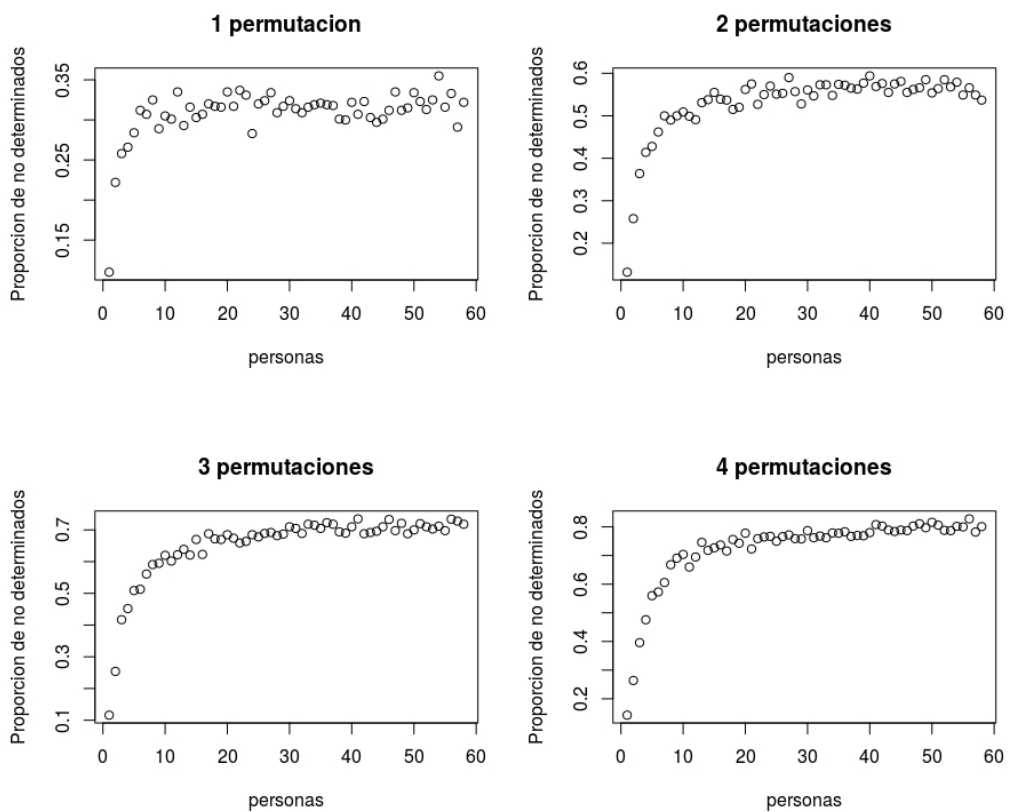 1 permutacion
Proporcion de no determinados
0.35
0.25
0.15
0 10 20 30 40 50 60
personas
2 permutaciones
Proporcion de no determinados
0.6
0.5
0.4
0.3
0.2
0 10 20 30 40 50 60
personas
3 permutaciones
Proporcion de no determinados
0.7
0.5
0.3
0.1
0 10 20 30 40 50 60
personas
4 permutaciones
Proporcion de no determinados
0.8
0.6
0.4
0.2
0 10 20 30 40 50 60
personas